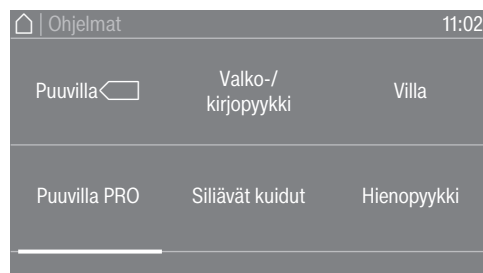 Ohjelmat
11:02
Puuvilla
Valko-/
kirjopyykki
Villa
Puuvilla PRO
Siliävät kuidut
Hienopyykki